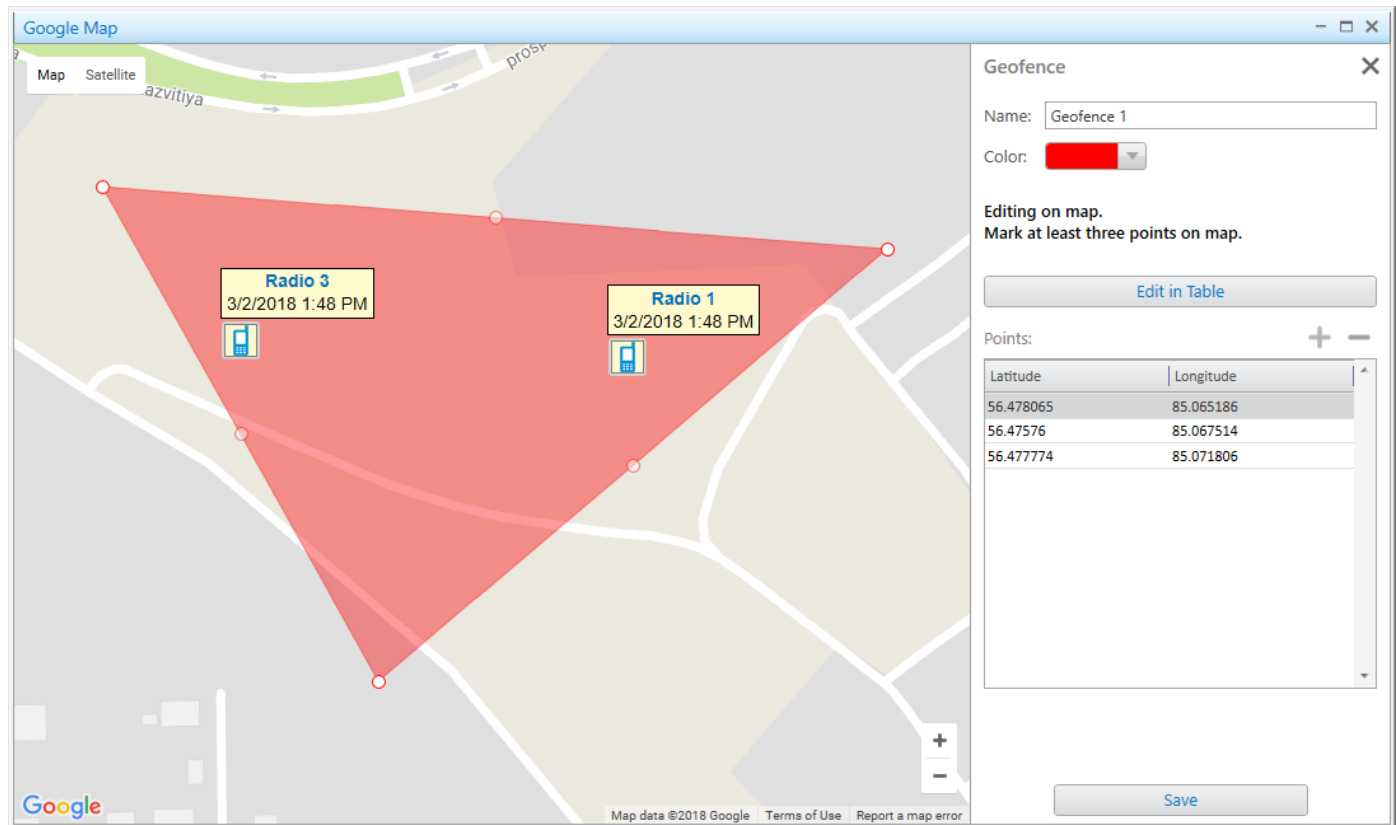 Google Map
Map
Satellite
azvitiya
Radio 3
3/2/2018 1:48 PM
Radio 1
3/2/2018 1:48 PM
Google
Map data ©2018 Google
Terms of Use
Report a map error
Geofence
Name: Geofence 1
Color:
Editing on map.
Mark at least three points on map.
Edit in Table
Points:
Latitude Longitude
56.478065 85.065186
56.47576 85.067514
56.477774 85.071806
Save